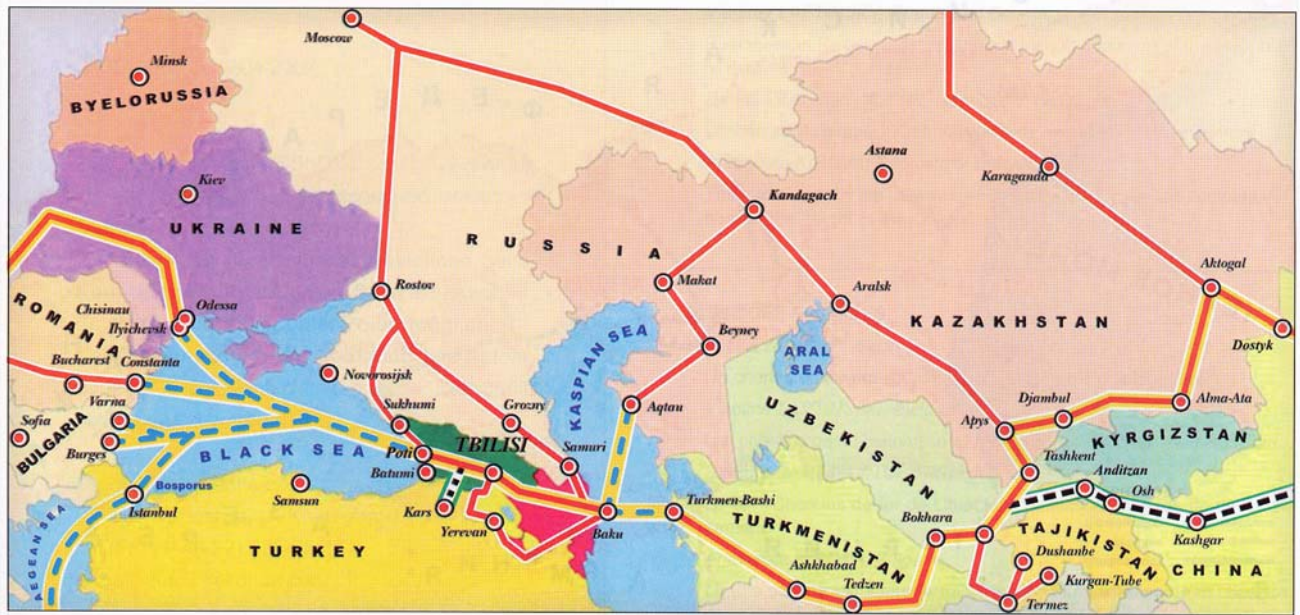 Moscow
Minsk
BYELORUSSIA
Astana
Karaganda
Kiev
Kandagach
UKRAINE
RUSSIA
Aktogal
Makat
Rostov
Aralsk
KAZAKHSTAN
ROMANIA
Chisinau
Odessa
Ilyichevsk
Beyney
Dostyk
CASPIAN SEA
ARAL
SEA
Bucharest
Constanta
Novorosijsk
Varna
Sukhumi
Grozny
Aqtau
UZBEKISTAN
Djambul
Alma-Ata
Sofia
BULGARIA
Burges
BLACK SEA
Poti
TBILISI
Samuri
Apys
KYRGIZSTAN
Tashkent
Batumi
Anditzan
Bosporus
Samsun
Istanbul
Kars
Turkmen-Bashi
Osh
AEGEAN SEA
TURKEY
Yerevan
Baku
TURKMENISTAN
Bokhara
TAJIKISTAN
Kashgar
Dushanbe
CHINA
Ashkhabad
Tedzen
Kurgan-Tube
Termez